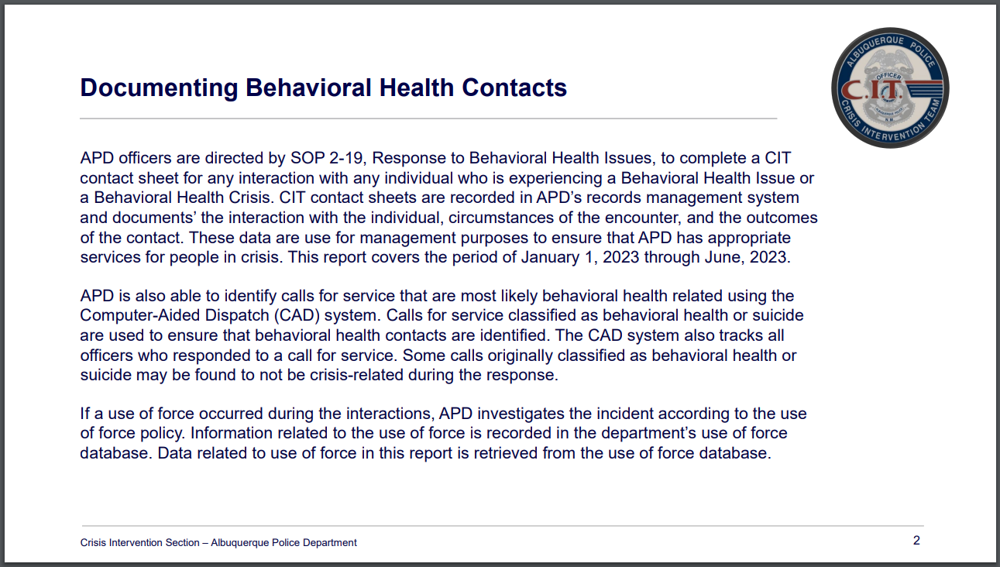 Documenting Behavioral Health Contacts
ALBUQUERQUE POLICE
OFFICER
C.I.T.
ALBUQUERQUE POLICE
N.M.
CRISIS INTERVENTION TEAM
APD officers are directed by SOP 2-19, Response to Behavioral Health Issues, to complete a CIT
contact sheet for any interaction with any individual who is experiencing a Behavioral Health Issue or
a Behavioral Health Crisis. CIT contact sheets are recorded in APD’s records management system
and documents’ the interaction with the individual, circumstances of the encounter, and the outcomes
of the contact. These data are use for management purposes to ensure that APD has appropriate
services for people in crisis. This report covers the period of January 1, 2023 through June, 2023.
APD is also able to identify calls for service that are most likely behavioral health related using the
Computer-Aided Dispatch (CAD) system. Calls for service classified as behavioral health or suicide
are used to ensure that behavioral health contacts are identified. The CAD system also tracks all
officers who responded to a call for service. Some calls originally classified as behavioral health or
suicide may be found to not be crisis-related during the response.
If a use of force occurred during the interactions, APD investigates the incident according to the use
of force policy. Information related to the use of force is recorded in the department’s use of force
database. Data related to use of force in this report is retrieved from the use of force database.
Crisis Intervention Section – Albuquerque Police Department
2